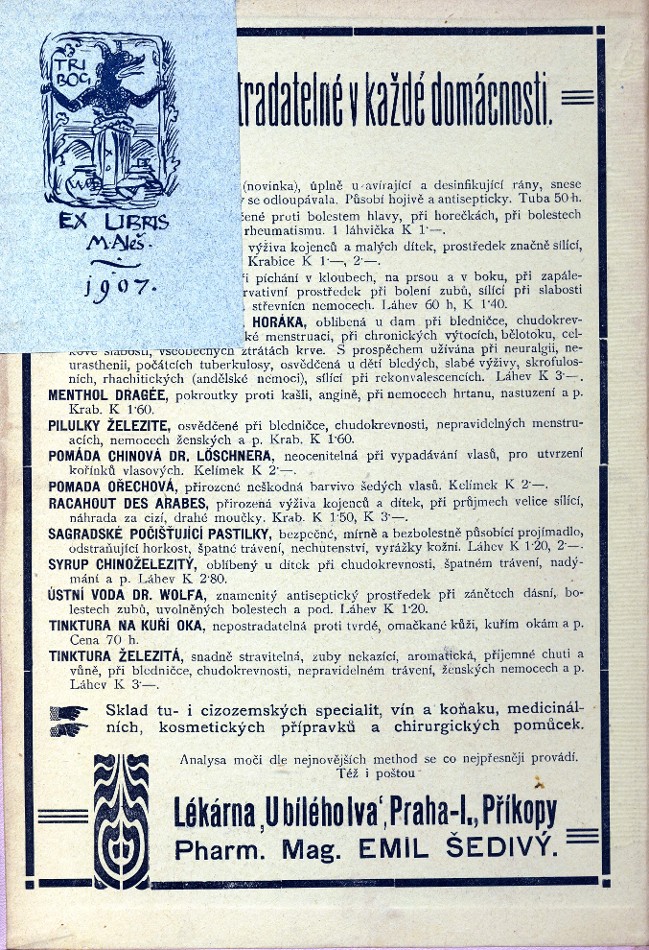 TRI
BOG
EX LIBRIS
M. Aleš.
1907.
tradatelné v každé domácnosti.
(novinka), úplně uzavírající a desinfikující rány, snese
se odloupávala. Působí hojivě a antisepticky. Tuba 50 h.
čené proti bolestem hlavy, při horečkách, při bolestech
rheumatismu. 1 láhvička K 1·—.
výživa kojenců a malých dítek, prostředek značně sílící,
Krabice K 1·—, 2·—.
i píchání v kloubech, na prsou a v boku, při zapále-
rvativní prostředek při bolení zubů, sílící při slabosti
střevních nemocech. Láhev 60 h, K 1·40.
HORÁKA, oblíbená u dam při bledničce, chudokrev-
ké menstruaci, při chronických výtocích, bělotoku, cel-
kové slabosti, všeobecných ztrátách krve. S prospěchem užívána při neuralgii, ne-
urasthenii, počátcích tuberkulosy, osvědčená u dětí bledých, slabé výživy, skrofulos-
ních, rhachitických (andělské nemoci), sílící při rekonvalescencích. Láhev K 3·—.
MENTHOL DRAGÉE, pokroutky proti kašli, angině, při nemocech hrtanu, nastuzení a p.
Krab. K 1·60.
PILULKY ŽELEZITE, osvědčené při bledničce, chudokrevnosti, nepravidelných menstru-
acích, nemocech ženských a p. Krab. K 1·60.
POMÁDA CHINOVÁ DR. LÖSCHNERA, neocenitelná při vypadávání vlasů, pro utvrzení
kořínků vlasových. Kelímek K 2·—.
POMADA OŘECHOVÁ, přirozené neškodná barvivo šedých vlasů. Kelímek K 2·—.
RACAHOUT DES ARABES, přirozená výživa kojenců a dítek, při průjmech velice sílící,
náhrada za cizí, drahé moučky. Krab. K 1·50, K 3·—.
SAGRADSKÉ POČIŠŤUJÍCÍ PASTILKY, bezpečné, mírně a bezbolestně působící projímadlo,
odstraňující horkost, špatné trávení, nechutenství, vyrážky kožní. Láhev K 1·20, 2·—.
SYRUP CHINOŽELEZITÝ, oblíbený u dítek při chudokrevnosti, špatném trávení, nadý-
mání a p. Láhev K 2·80.
ÚSTNÍ VODA DR. WOLFA, znamenitý antiseptický prostředek při zánětech dásní, bo-
lestech zubů, uvolněných bolestech a pod. Láhev K 1·20.
TINKTURA NA KUŘÍ OKA, nepostradatelná proti tvrdé, omačkané kůži, kuřím okám a p.
Cena 70 h.
TINKTURA ŽELEZITÁ, snadně stravitelná, zuby nekazící, aromatická, příjemné chuti a
vůně, při bledničce, chudokrevnosti, nepravidelném trávení, ženských nemocech a p.
Láhev K 3·—.
Sklad tu- i cizozemských specialit, vín a koňaku, medicinál-
ních, kosmetických přípravků a chirurgických pomůcek.
Analysa moči dle nejnovějších method se co nejpřesněji provádí.
Též i poštou
Lékárna ‚U bílého lva‘, Praha-I., Příkopy
Pharm. Mag. EMIL ŠEDIVÝ.